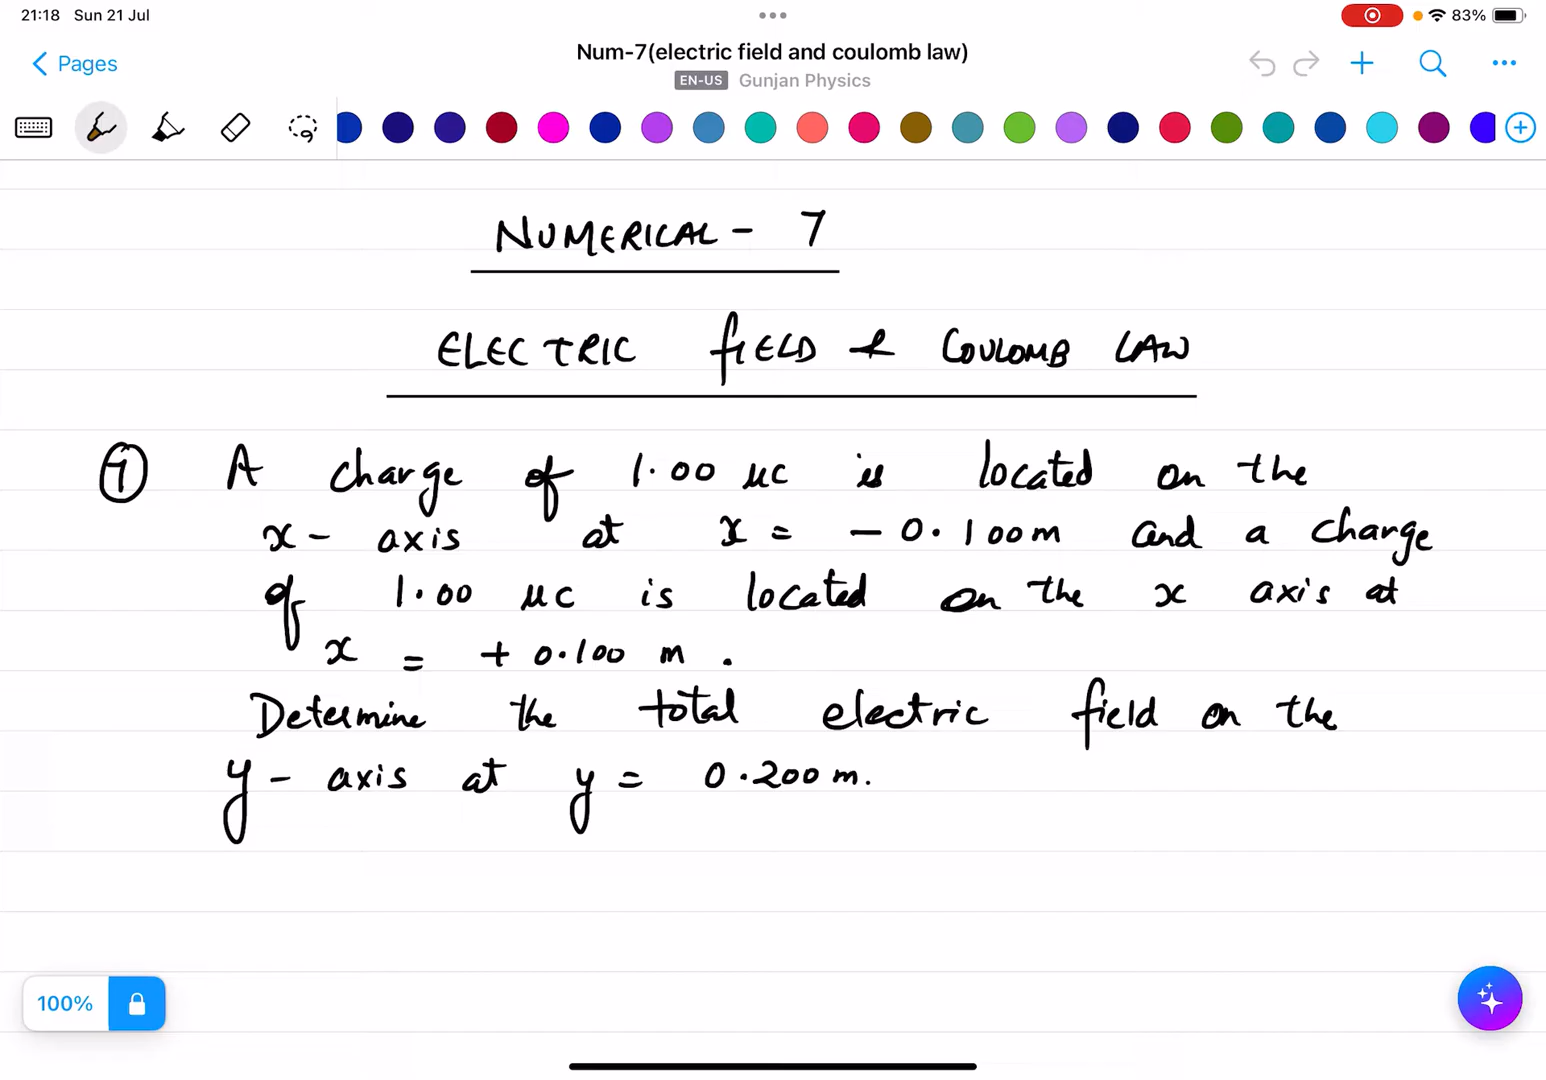 21:18 Sun 21 Jul
83%
Pages
Num-7(electric field and coulomb law)
EN-US Gunjan Physics
NUMERICAL - 7
ELECTRIC fIELD & COULOMB LAW
7 A charge of 1.00 μc is located on the
x - axis at x = - 0.100m and a charge
of 1.00 μc is located on the x axis at
x = + 0.100 m .
Determine the total electric field on the
y - axis at y = 0.200 m.
100%